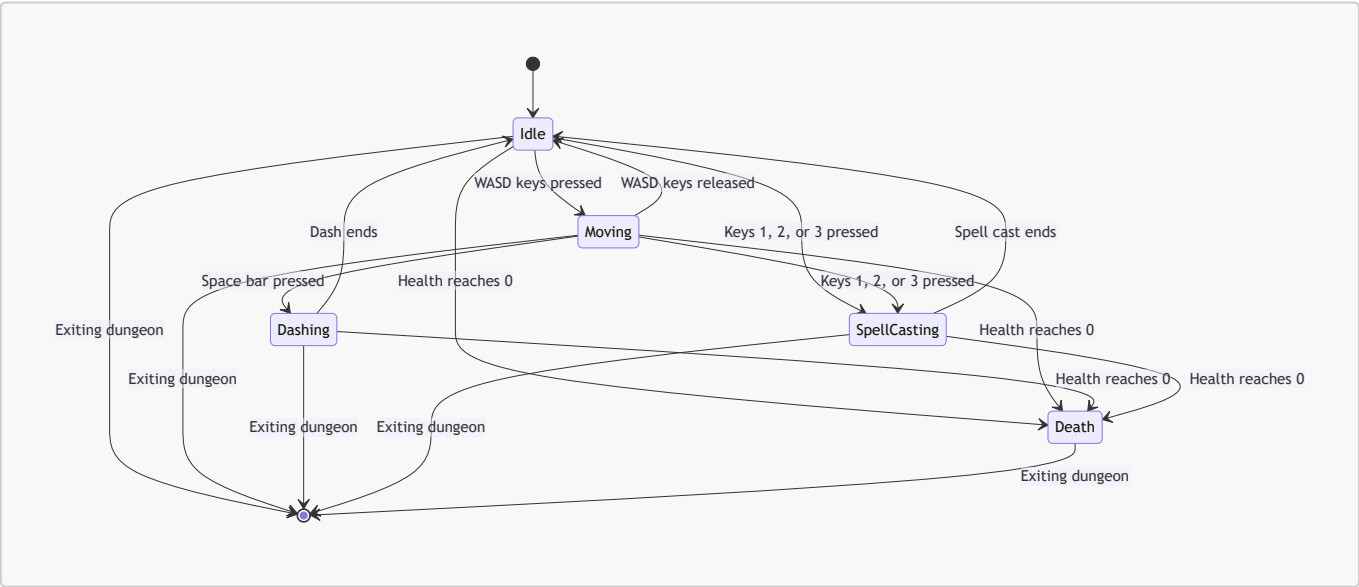 Idle
WASD keys pressed
WASD keys released
Dash ends
Moving
Keys 1, 2, or 3 pressed
Spell cast ends
Space bar pressed
Health reaches 0
Keys 1, 2, or 3 pressed
Exiting dungeon
Dashing
SpellCasting
Health reaches 0
Exiting dungeon
Health reaches 0
Health reaches 0
Exiting dungeon
Exiting dungeon
Death
Exiting dungeon